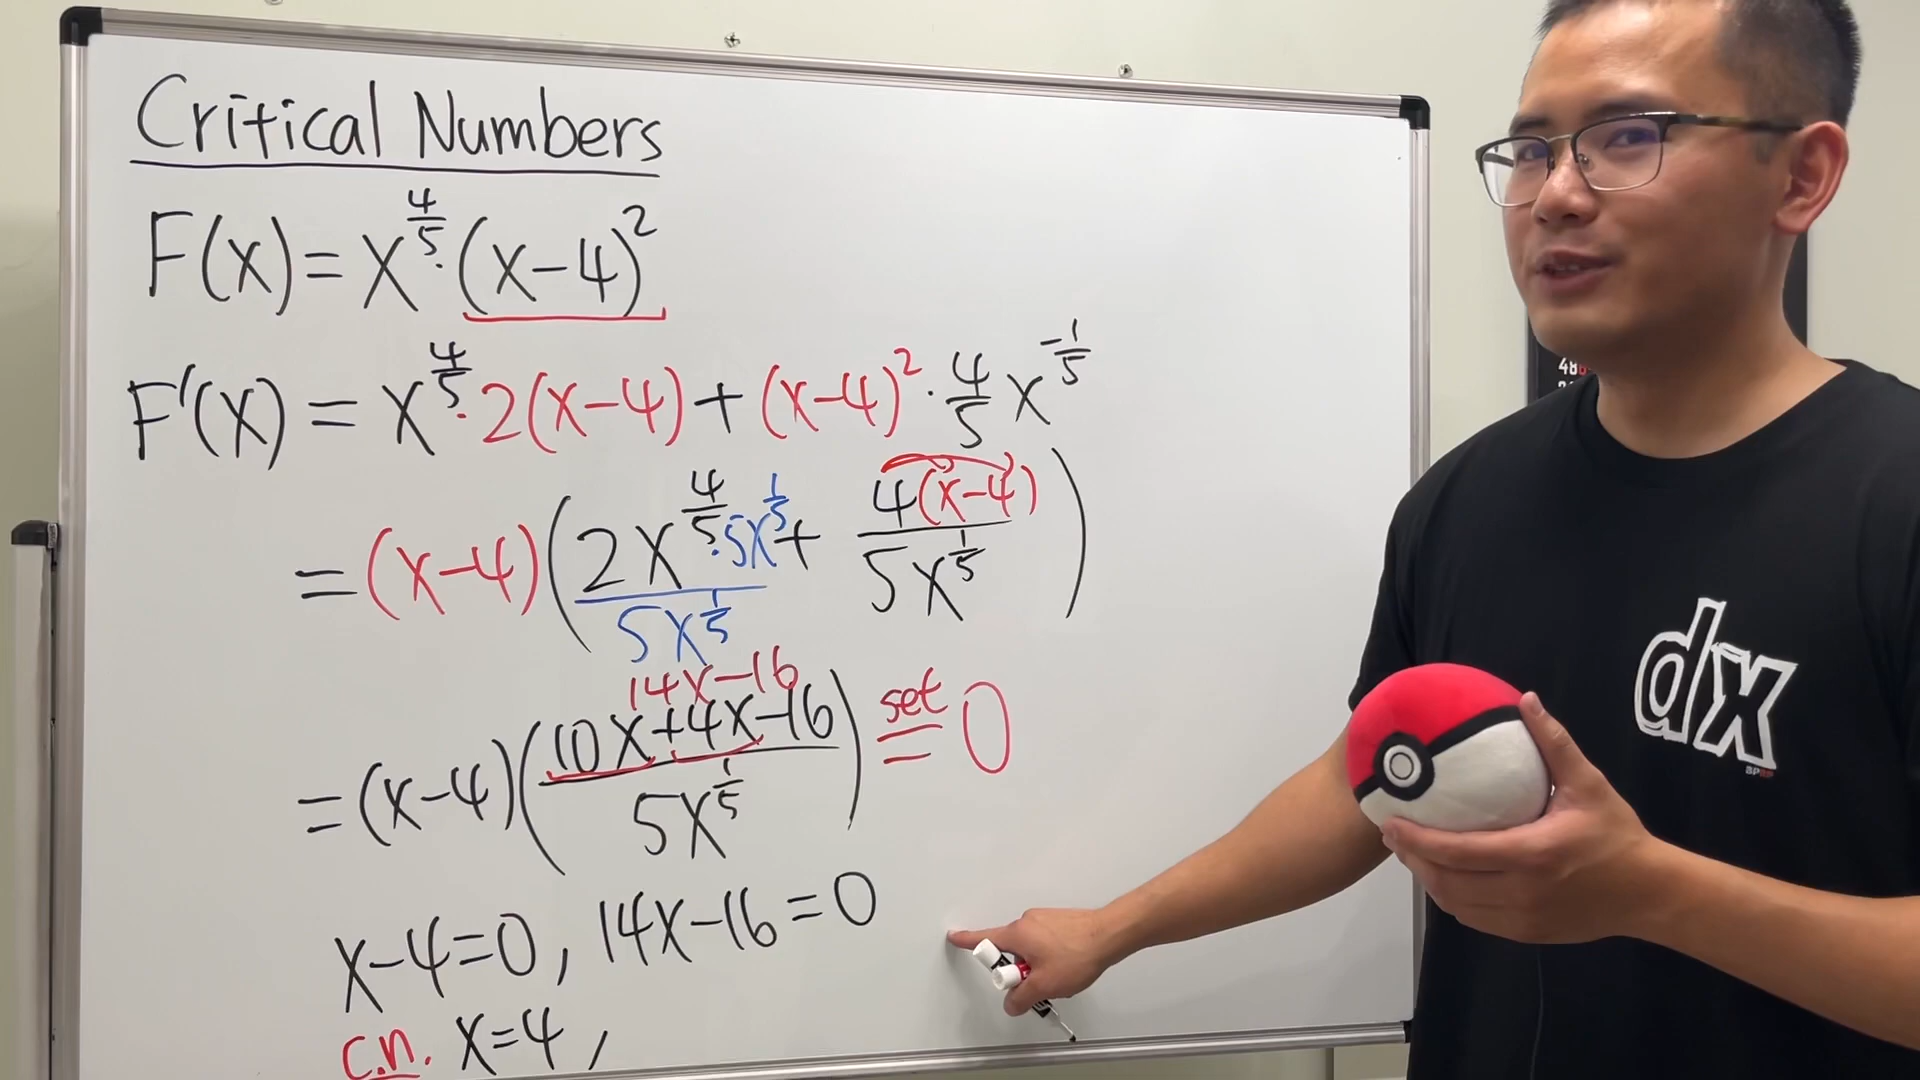 Critical Numbers
F(x) = x^(4/5) · (x-4)^2
F'(x) = x^(4/5) · 2(x-4) + (x-4)^2 · 4/5 x^(-1/5)
= (x-4)( 2x^(4/5) · 5x^(1/5) / 5x^(1/5) + 4(x-4) / 5x^(1/5) )
14x-16
= (x-4)( 10x+4x-16 / 5x^(1/5) ) set = 0
x-4=0, 14x-16=0
c.n. x=4,
dx
BPRP